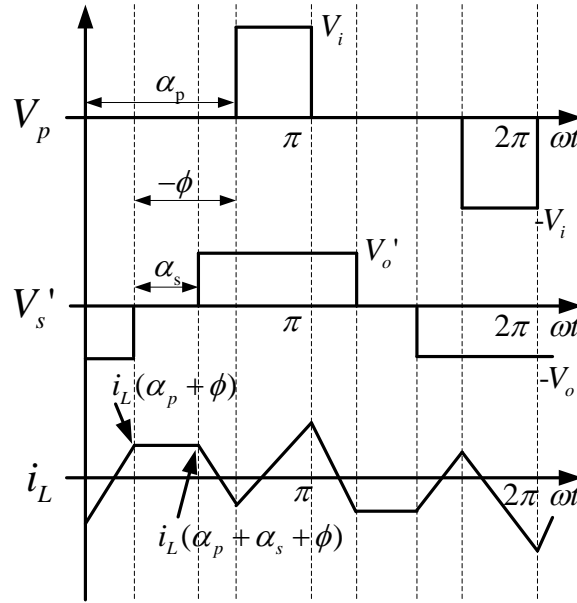 V_i
α_p
V_p
π
2π
ωt
-ϕ
-V_i
α_s
V_o'
V_s'
π
2π
ωt
-V_o
i_L(α_p + ϕ)
i_L
π
2π
ωt
i_L(α_p + α_s + ϕ)